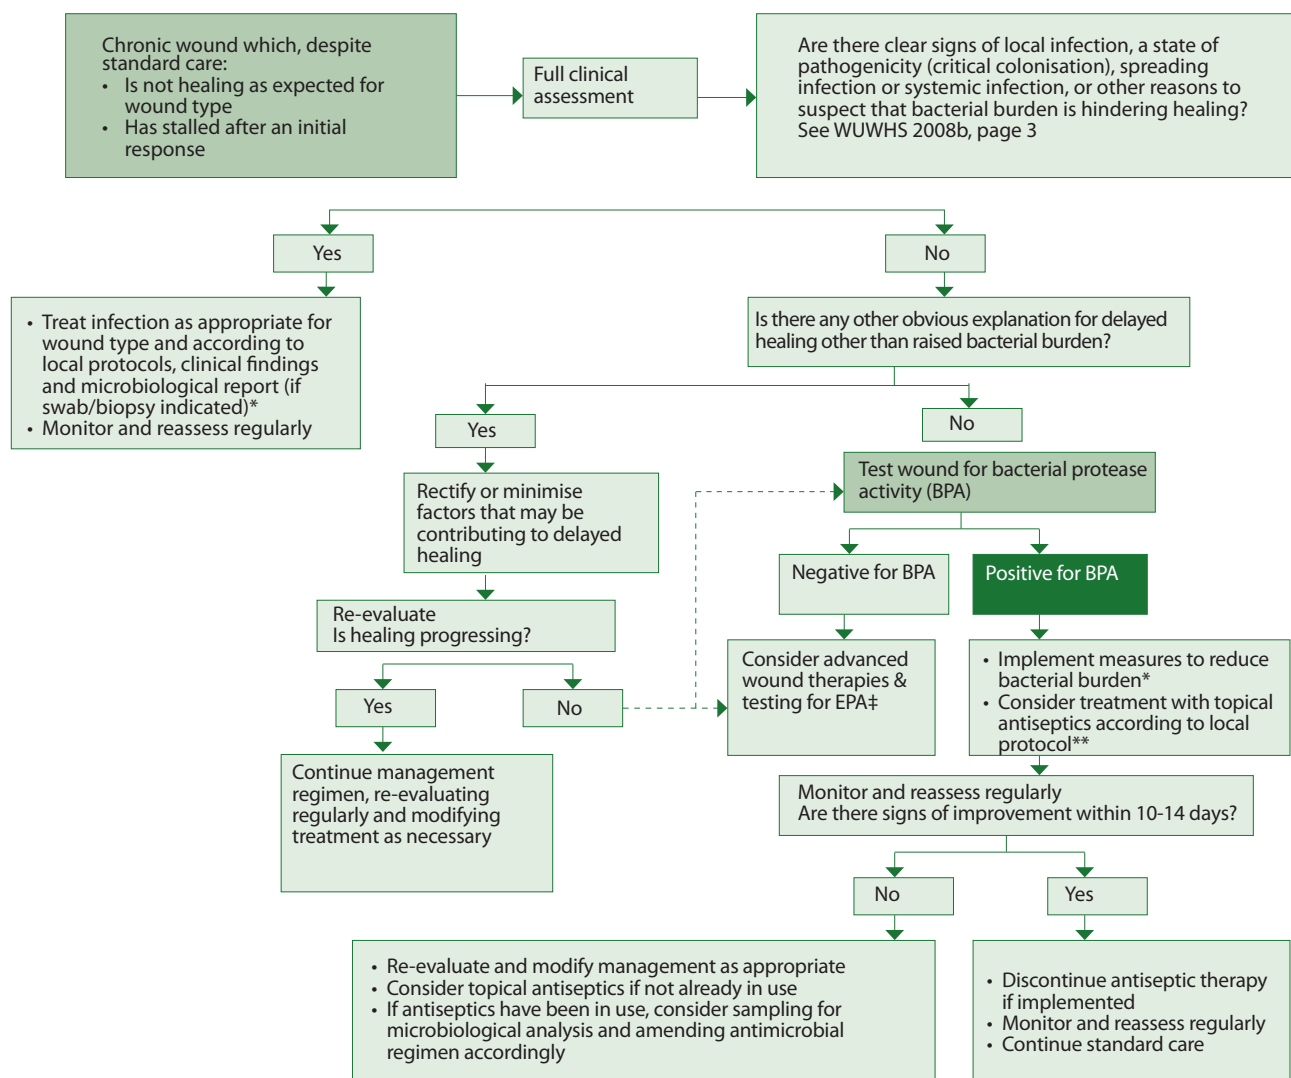 Chronic wound which, despite
standard care:
• Is not healing as expected for
wound type
• Has stalled after an initial
response
Full clinical
assessment
Are there clear signs of local infection, a state of
pathogenicity (critical colonisation), spreading
infection or systemic infection, or other reasons to
suspect that bacterial burden is hindering healing?
See WUWHS 2008b, page 3
Yes
No
• Treat infection as appropriate for
wound type and according to
local protocols, clinical findings
and microbiological report (if
swab/biopsy indicated)*
• Monitor and reassess regularly
Is there any other obvious explanation for delayed
healing other than raised bacterial burden?
Yes
No
Rectify or minimise
factors that may be
contributing to delayed
healing
Test wound for bacterial protease
activity (BPA)
Negative for BPA
Positive for BPA
Re-evaluate
Is healing progressing?
Yes
No
Consider advanced
wound therapies &
testing for EPA‡
• Implement measures to reduce
bacterial burden*
• Consider treatment with topical
antiseptics according to local
protocol**
Continue management
regimen, re-evaluating
regularly and modifying
treatment as necessary
Monitor and reassess regularly
Are there signs of improvement within 10-14 days?
No
Yes
• Re-evaluate and modify management as appropriate
• Consider topical antiseptics if not already in use
• If antiseptics have been in use, consider sampling for
microbiological analysis and amending antimicrobial
regimen accordingly
• Discontinue antiseptic therapy
if implemented
• Monitor and reassess regularly
• Continue standard care